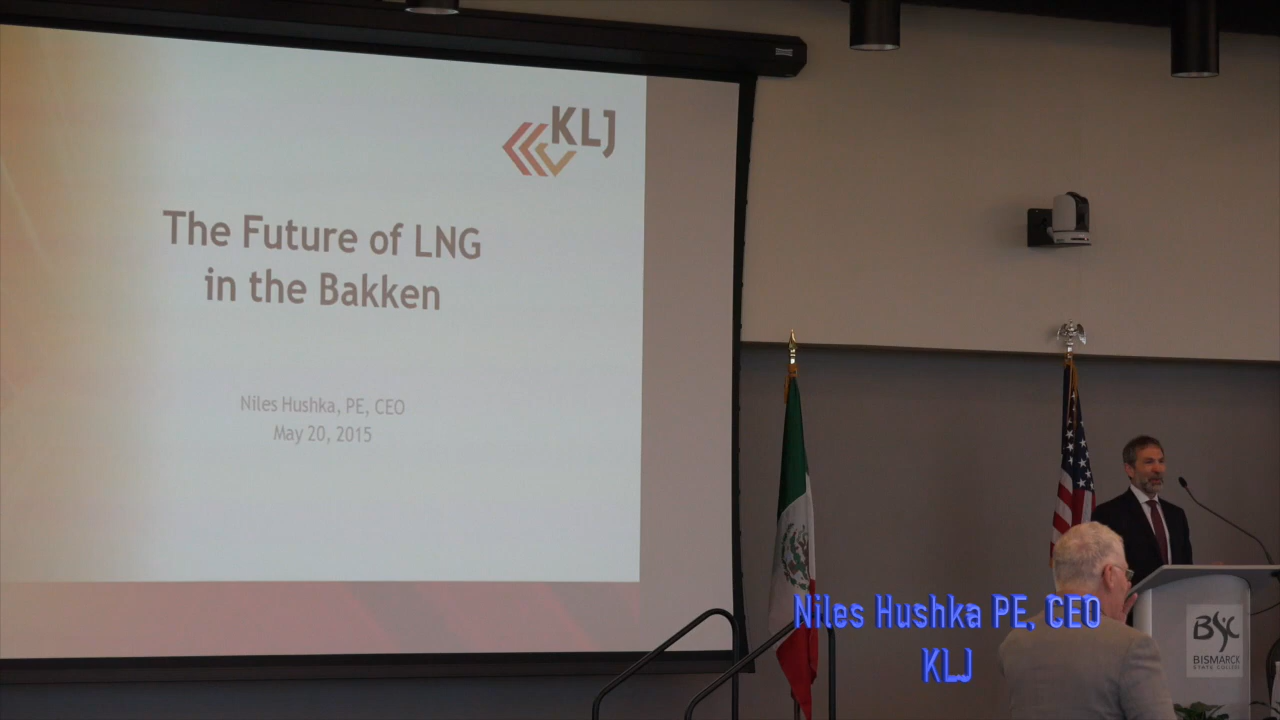 KLJ
The Future of LNG
in the Bakken
Niles Hushka, PE, CEO
May 20, 2015
Niles Hushka PE, CEO
KLJ
BSC
BISMARCK
STATE COLLEGE